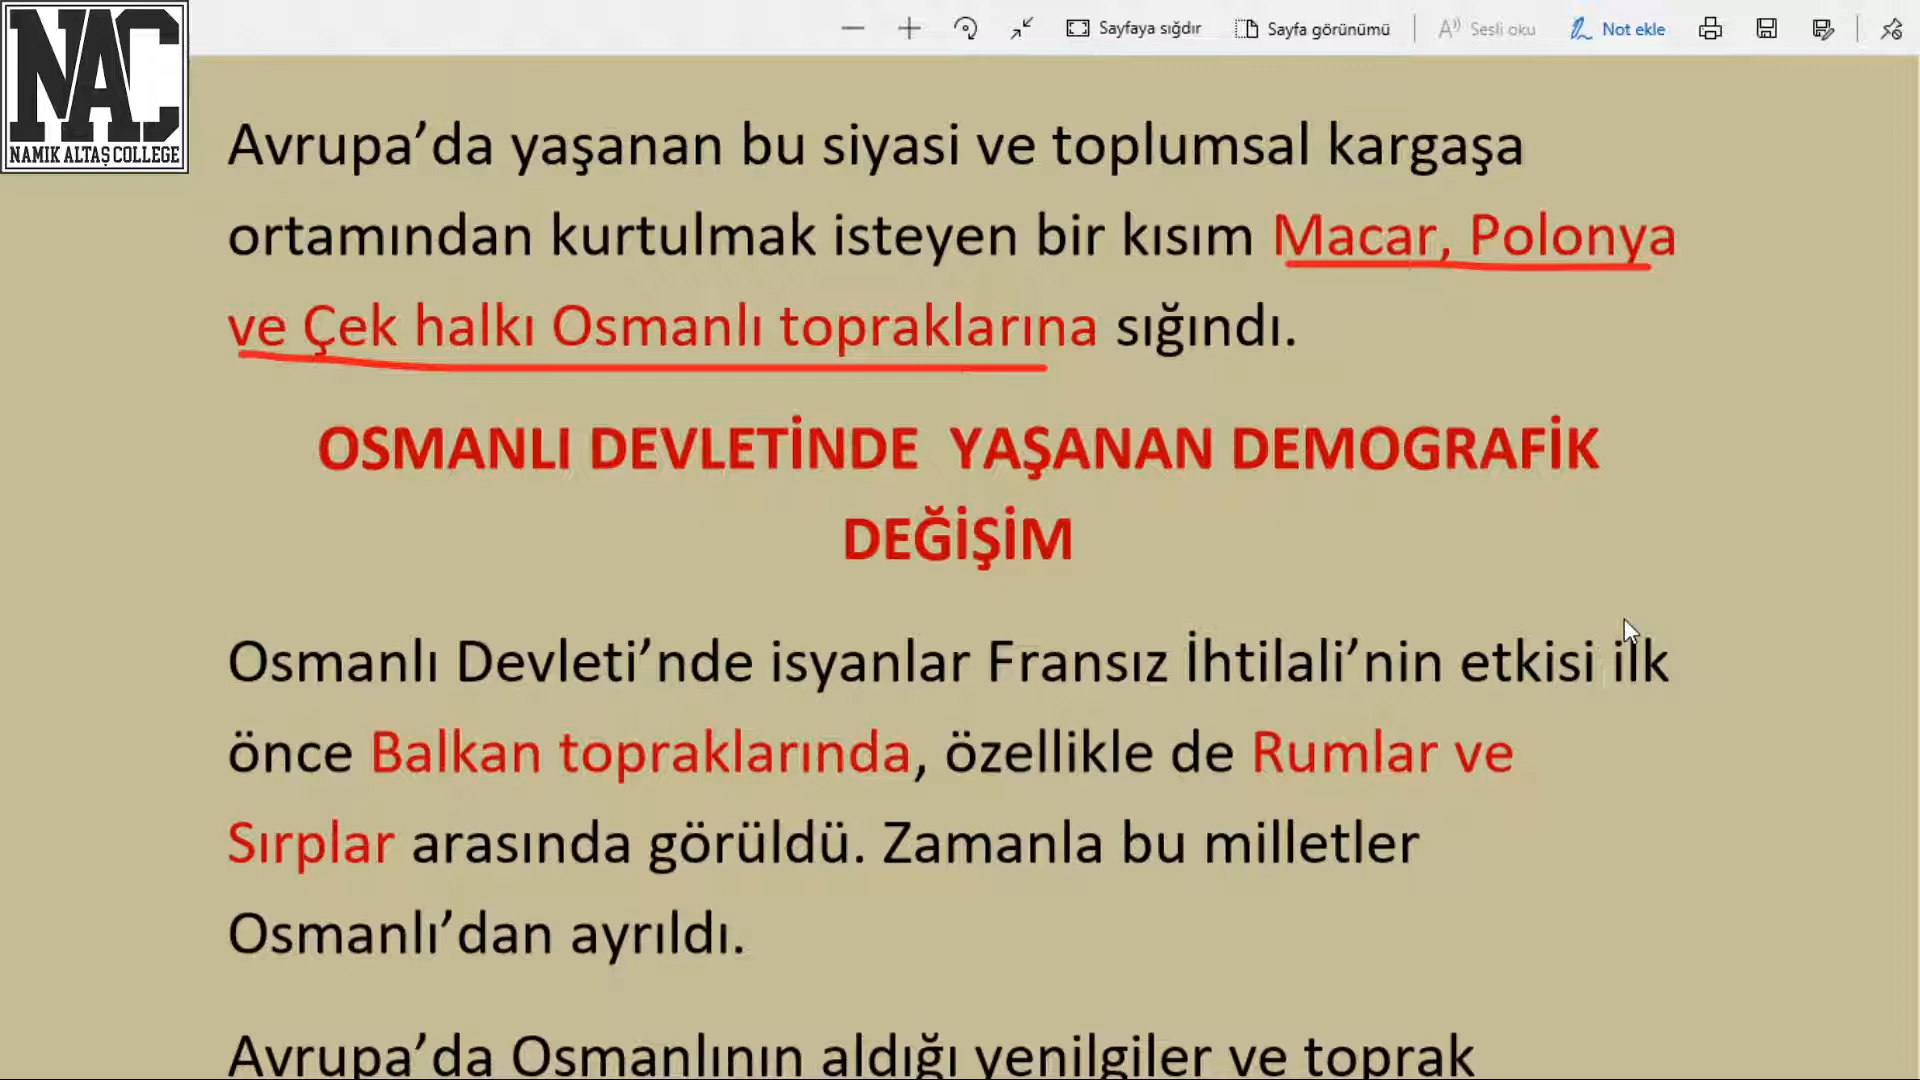 NAC
NAMIK ALTAŞ COLLEGE
Sayfaya sığdır
Sayfa görünümü
Sesli oku
Not ekle
Avrupa’da yaşanan bu siyasi ve toplumsal kargaşa
ortamından kurtulmak isteyen bir kısım Macar, Polonya
ve Çek halkı Osmanlı topraklarına sığındı.
OSMANLI DEVLETİNDE YAŞANAN DEMOGRAFİK
DEĞİŞİM
Osmanlı Devleti’nde isyanlar Fransız İhtilali’nin etkisi ilk
önce Balkan topraklarında, özellikle de Rumlar ve
Sırplar arasında görüldü. Zamanla bu milletler
Osmanlı’dan ayrıldı.
Avrupa’da Osmanlının aldığı yenilgiler ve toprak